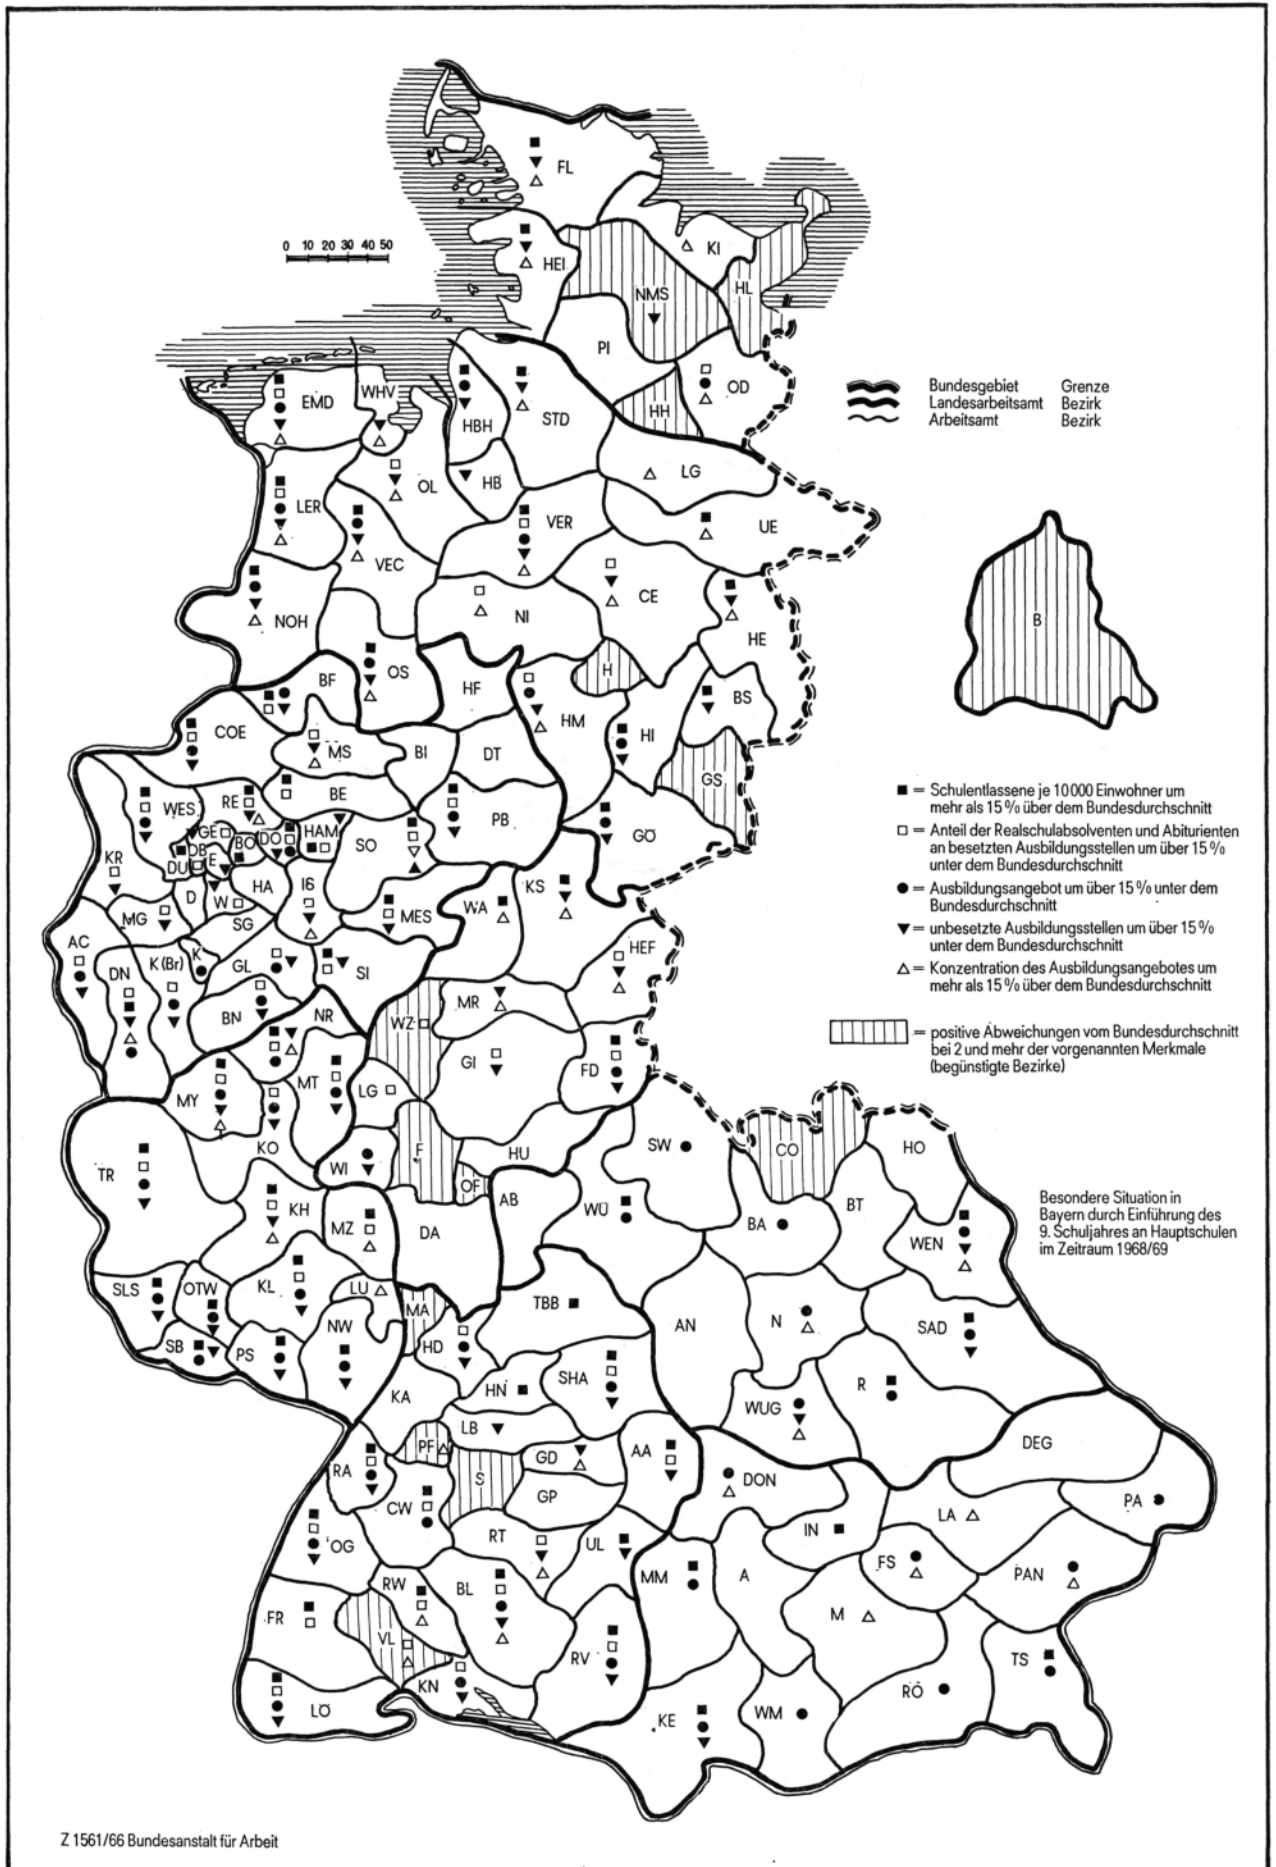 FL
0 10 20 30 40 50
HEI
KI
NMS
HL
PI
OD
HH
EMD
WHV
HBH
STD
Bundesgebiet Grenze
Landesarbeitsamt Bezirk
Arbeitsamt Bezirk
OL
HB
LG
LER
VER
UE
VEC
CE
NOH
NI
HE
B
OS
H
BF
HF
HM
BS
COE
MS
BI
DT
HI
GS
■ = Schulentlassene je 10000 Einwohner um
mehr als 15% über dem Bundesdurchschnitt
□ = Anteil der Realschulabsolventen und Abiturienten
an besetzten Ausbildungsstellen um über 15%
unter dem Bundesdurchschnitt
● = Ausbildungsangebot um über 15% unter dem
Bundesdurchschnitt
▼ = unbesetzte Ausbildungsstellen um über 15%
unter dem Bundesdurchschnitt
△ = Konzentration des Ausbildungsangebotes um
mehr als 15% über dem Bundesdurchschnitt
= positive Abweichungen vom Bundesdurchschnitt
bei 2 und mehr der vorgenannten Merkmale
(begünstigte Bezirke)
WES
RE
BE
PB
GÖ
GE
BO
DO
HAM
SO
KR
DU
OB
E
D
W
HA
I6
MES
WA
KS
MG
SG
AC
DN
K (Br)
K
GL
SI
HEF
BN
NR
WZ
MR
MY
MT
LG
GI
FD
TR
KO
WI
F
HU
OF
SW
CO
HO
KH
MZ
DA
AB
WÜ
BA
BT
WEN
Besondere Situation in
Bayern durch Einführung des
9. Schuljahres an Hauptschulen
im Zeitraum 1968/69
SLS
OTW
KL
LU
MA
TBB
AN
N
SAD
SB
PS
NW
HD
KA
HN
SHA
WUG
R
LB
PF
S
GD
GP
AA
DEG
RA
CW
DON
IN
LA
PA
OG
RT
UL
MM
A
FS
PAN
FR
RW
BL
M
VL
RV
TS
LÖ
KN
KE
WM
RÖ
Z 1561/66 Bundesanstalt für Arbeit